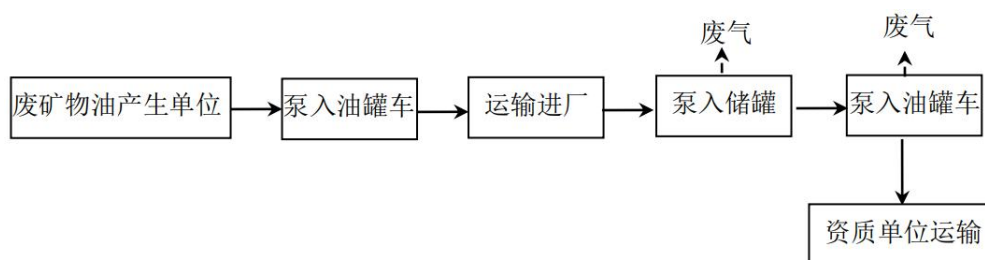 废气
废气
废矿物油产生单位
泵入油罐车
运输进厂
泵入储罐
泵入油罐车
资质单位运输